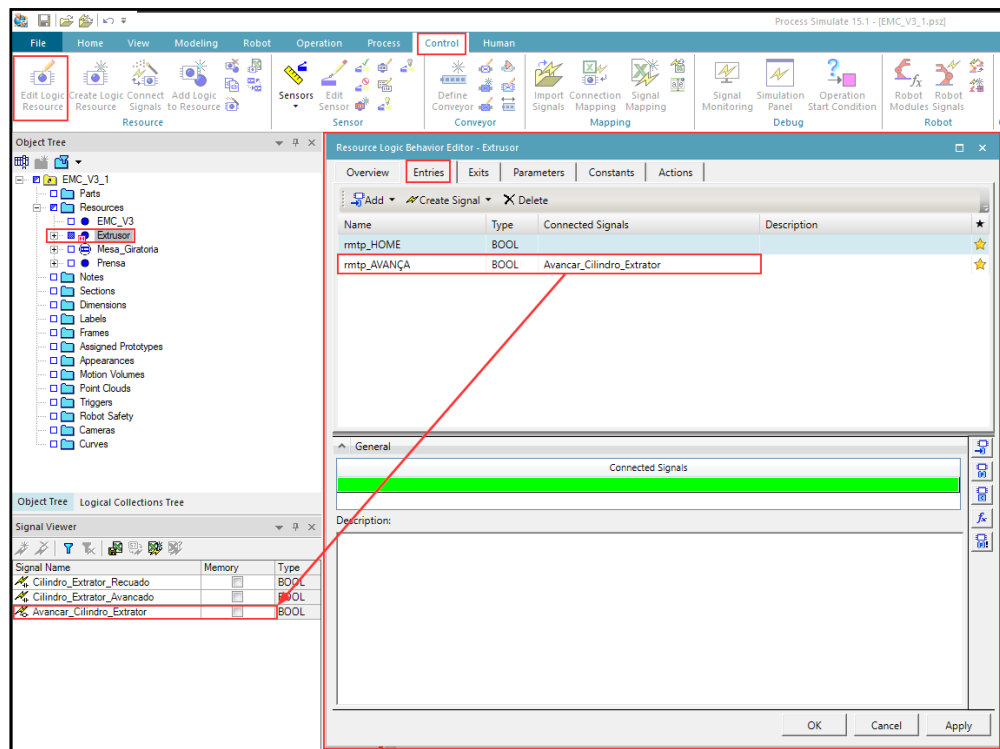 Process Simulate 15.1 - [EMC_V3_1.psz]
File Home View Modeling Robot Operation Process Control Human
Edit Logic Resource
Create Logic Resource
Connect Signals
Add Logic to Resource
Resource
Sensors
Edit Sensor
Sensor
Define Conveyor
Conveyor
Import Signals
Connection Mapping
Signal Mapping
Mapping
Signal Monitoring
Simulation Panel
Operation Start Condition
Debug
Robot Modules
Robot Signals
Robot
Object Tree
EMC_V3_1
Parts
Resources
EMC_V3
Extrusor
Mesa_Giratoria
Prensa
Notes
Sections
Dimensions
Labels
Frames
Assigned Prototypes
Appearances
Motion Volumes
Point Clouds
Triggers
Robot Safety
Cameras
Curves
Object Tree Logical Collections Tree
Signal Viewer
Signal Name Memory Type
Cilindro_Extrator_Recuado BOOL
Cilindro_Extrator_Avancado BOOL
Avancar_Cilindro_Extrator BOOL
Resource Logic Behavior Editor - Extrusor
Overview Entries Exits Parameters Constants Actions
Add Create Signal Delete
Name Type Connected Signals Description
rmtp_HOME BOOL
rmtp_AVANÇA BOOL Avancar_Cilindro_Extrator
General
Connected Signals
Description:
OK Cancel Apply